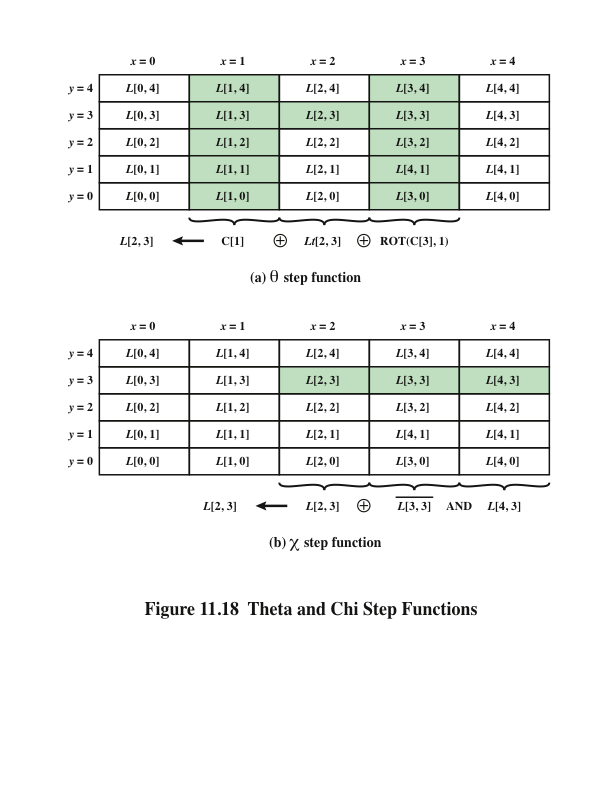 x = 0 x = 1 x = 2 x = 3 x = 4
y = 4 L[0, 4] L[1, 4] L[2, 4] L[3, 4] L[4, 4]
y = 3 L[0, 3] L[1, 3] L[2, 3] L[3, 3] L[4, 3]
y = 2 L[0, 2] L[1, 2] L[2, 2] L[3, 2] L[4, 2]
y = 1 L[0, 1] L[1, 1] L[2, 1] L[4, 1] L[4, 1]
y = 0 L[0, 0] L[1, 0] L[2, 0] L[3, 0] L[4, 0]
L[2, 3] ← C[1] ⊕ Lt[2, 3] ⊕ ROT(C[3], 1)
(a) θ step function
x = 0 x = 1 x = 2 x = 3 x = 4
y = 4 L[0, 4] L[1, 4] L[2, 4] L[3, 4] L[4, 4]
y = 3 L[0, 3] L[1, 3] L[2, 3] L[3, 3] L[4, 3]
y = 2 L[0, 2] L[1, 2] L[2, 2] L[3, 2] L[4, 2]
y = 1 L[0, 1] L[1, 1] L[2, 1] L[4, 1] L[4, 1]
y = 0 L[0, 0] L[1, 0] L[2, 0] L[3, 0] L[4, 0]
L[2, 3] ← L[2, 3] ⊕ L̅[̅3̅,̅ ̅3̅]̅ AND L[4, 3]
(b) χ step function
Figure 11.18 Theta and Chi Step Functions